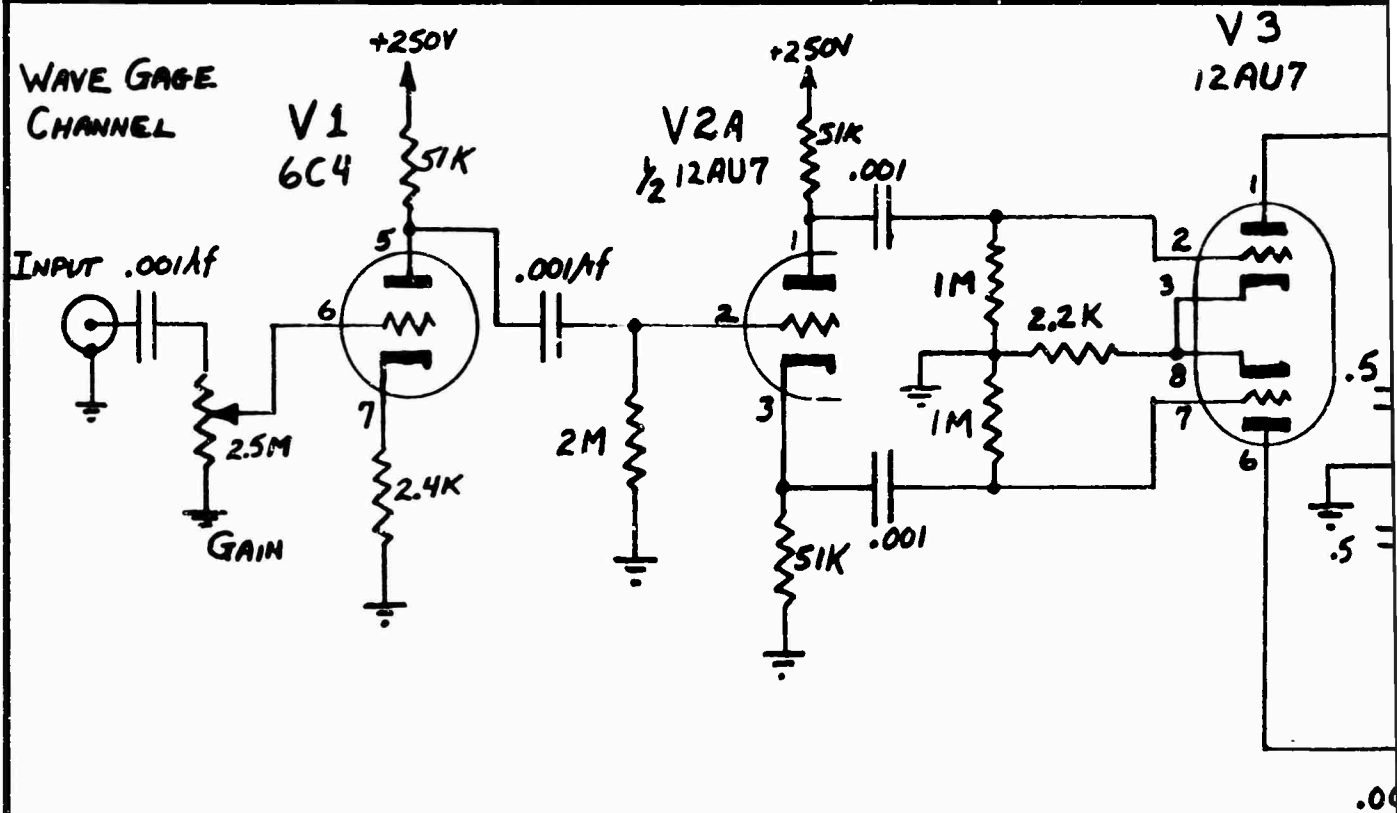 WAVE GAGE
CHANNEL
+250V
V1
6C4
51K
5
INPUT
.001μf
6
7
2.5M
GAIN
2.4K
.001μf
2M
+250V
V2A
1/2 12AU7
51K
1
2
3
51K
.001
1M
2.2K
1M
.001
V3
12AU7
1
2
3
8
7
6
.5
.5